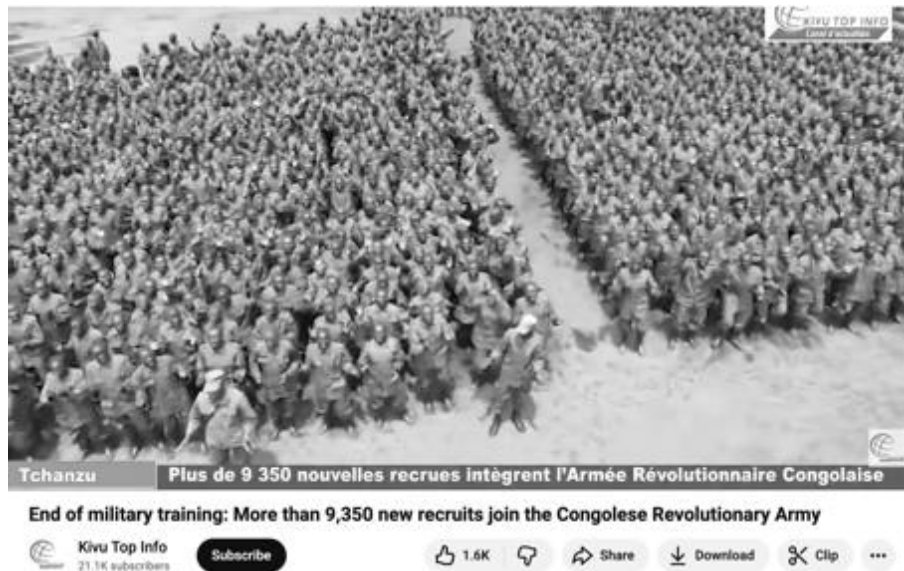 KIVU TOP INFO
Canal d'actualités
Tchanzu
Plus de 9 350 nouvelles recrues intègrent l'Armée Révolutionnaire Congolaise
End of military training: More than 9,350 new recruits join the Congolese Revolutionary Army
Kivu Top Info
21.1K subscribers
Subscribe
1.6K
Share
Download
Clip